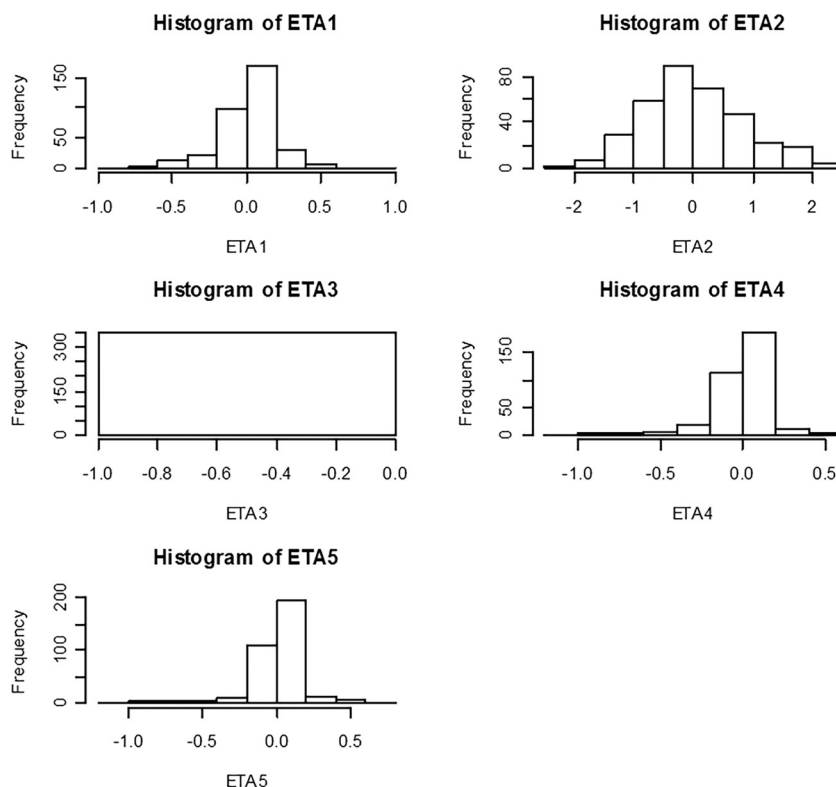 Histogram of ETA1
Frequency
0 50 150
-1.0 -0.5 0.0 0.5 1.0
ETA1
Histogram of ETA2
Frequency
0 40 80
-2 -1 0 1 2
ETA2
Histogram of ETA3
Frequency
0 150 300
-1.0 -0.8 -0.6 -0.4 -0.2 0.0
ETA3
Histogram of ETA4
Frequency
0 50 150
-1.0 -0.5 0.0 0.5
ETA4
Histogram of ETA5
Frequency
0 100 200
-1.0 -0.5 0.0 0.5
ETA5